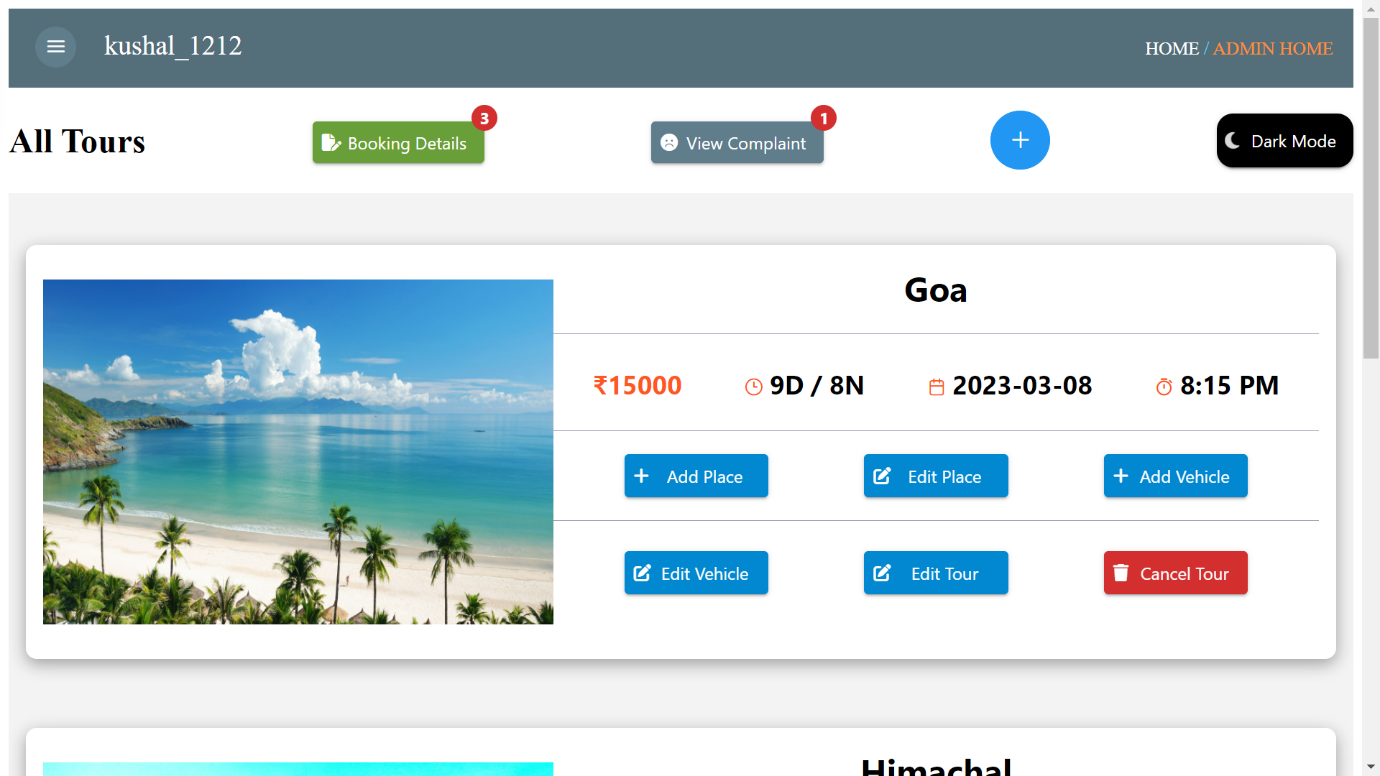 kushal_1212
HOME / ADMIN HOME
All Tours
Booking Details
3
View Complaint
1
Dark Mode
Goa
₹15000
9D / 8N
2023-03-08
8:15 PM
Add Place
Edit Place
Add Vehicle
Edit Vehicle
Edit Tour
Cancel Tour
Himachal